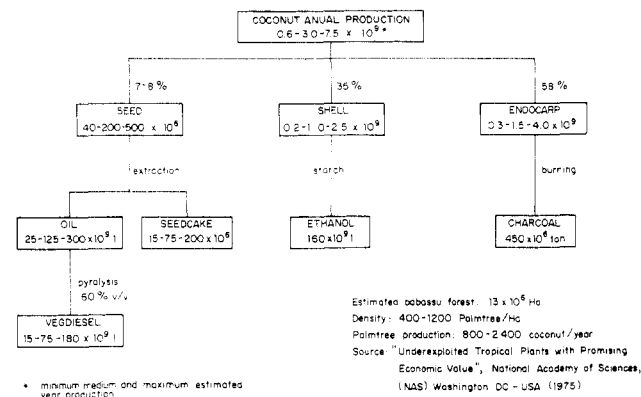 COCONUT ANUAL PRODUCTION
0.6-3.0-7.5 x 10⁹ *
7-8 %
35 %
58 %
SEED
40-200-500 x 10⁶
SHELL
0.2-1.0-2.5 x 10⁹
ENDOCARP
0.3-1.5-4.0 x 10⁹
extraction
starch
burning
OIL
25-125-300 x 10⁹ l
SEEDCAKE
15-75-200 x 10⁶
ETHANOL
160 x 10⁹ l
CHARCOAL
450 x 10⁶ ton
pyralysis
60 % v/v
VEGDIESEL
15-75-180 x 10⁹ l
Estimated babassu forest: 13 x 10⁶ Ha
Density: 400-1200 Palmtree/Ha
Palmtree production: 800-2400 coconut/year
Source: "Underexploited Tropical Plants with Promising
Economic Value", National Academy of Sciences,
(NAS) Washington DC - USA (1975)
* minimum medium and maximum estimated
year production